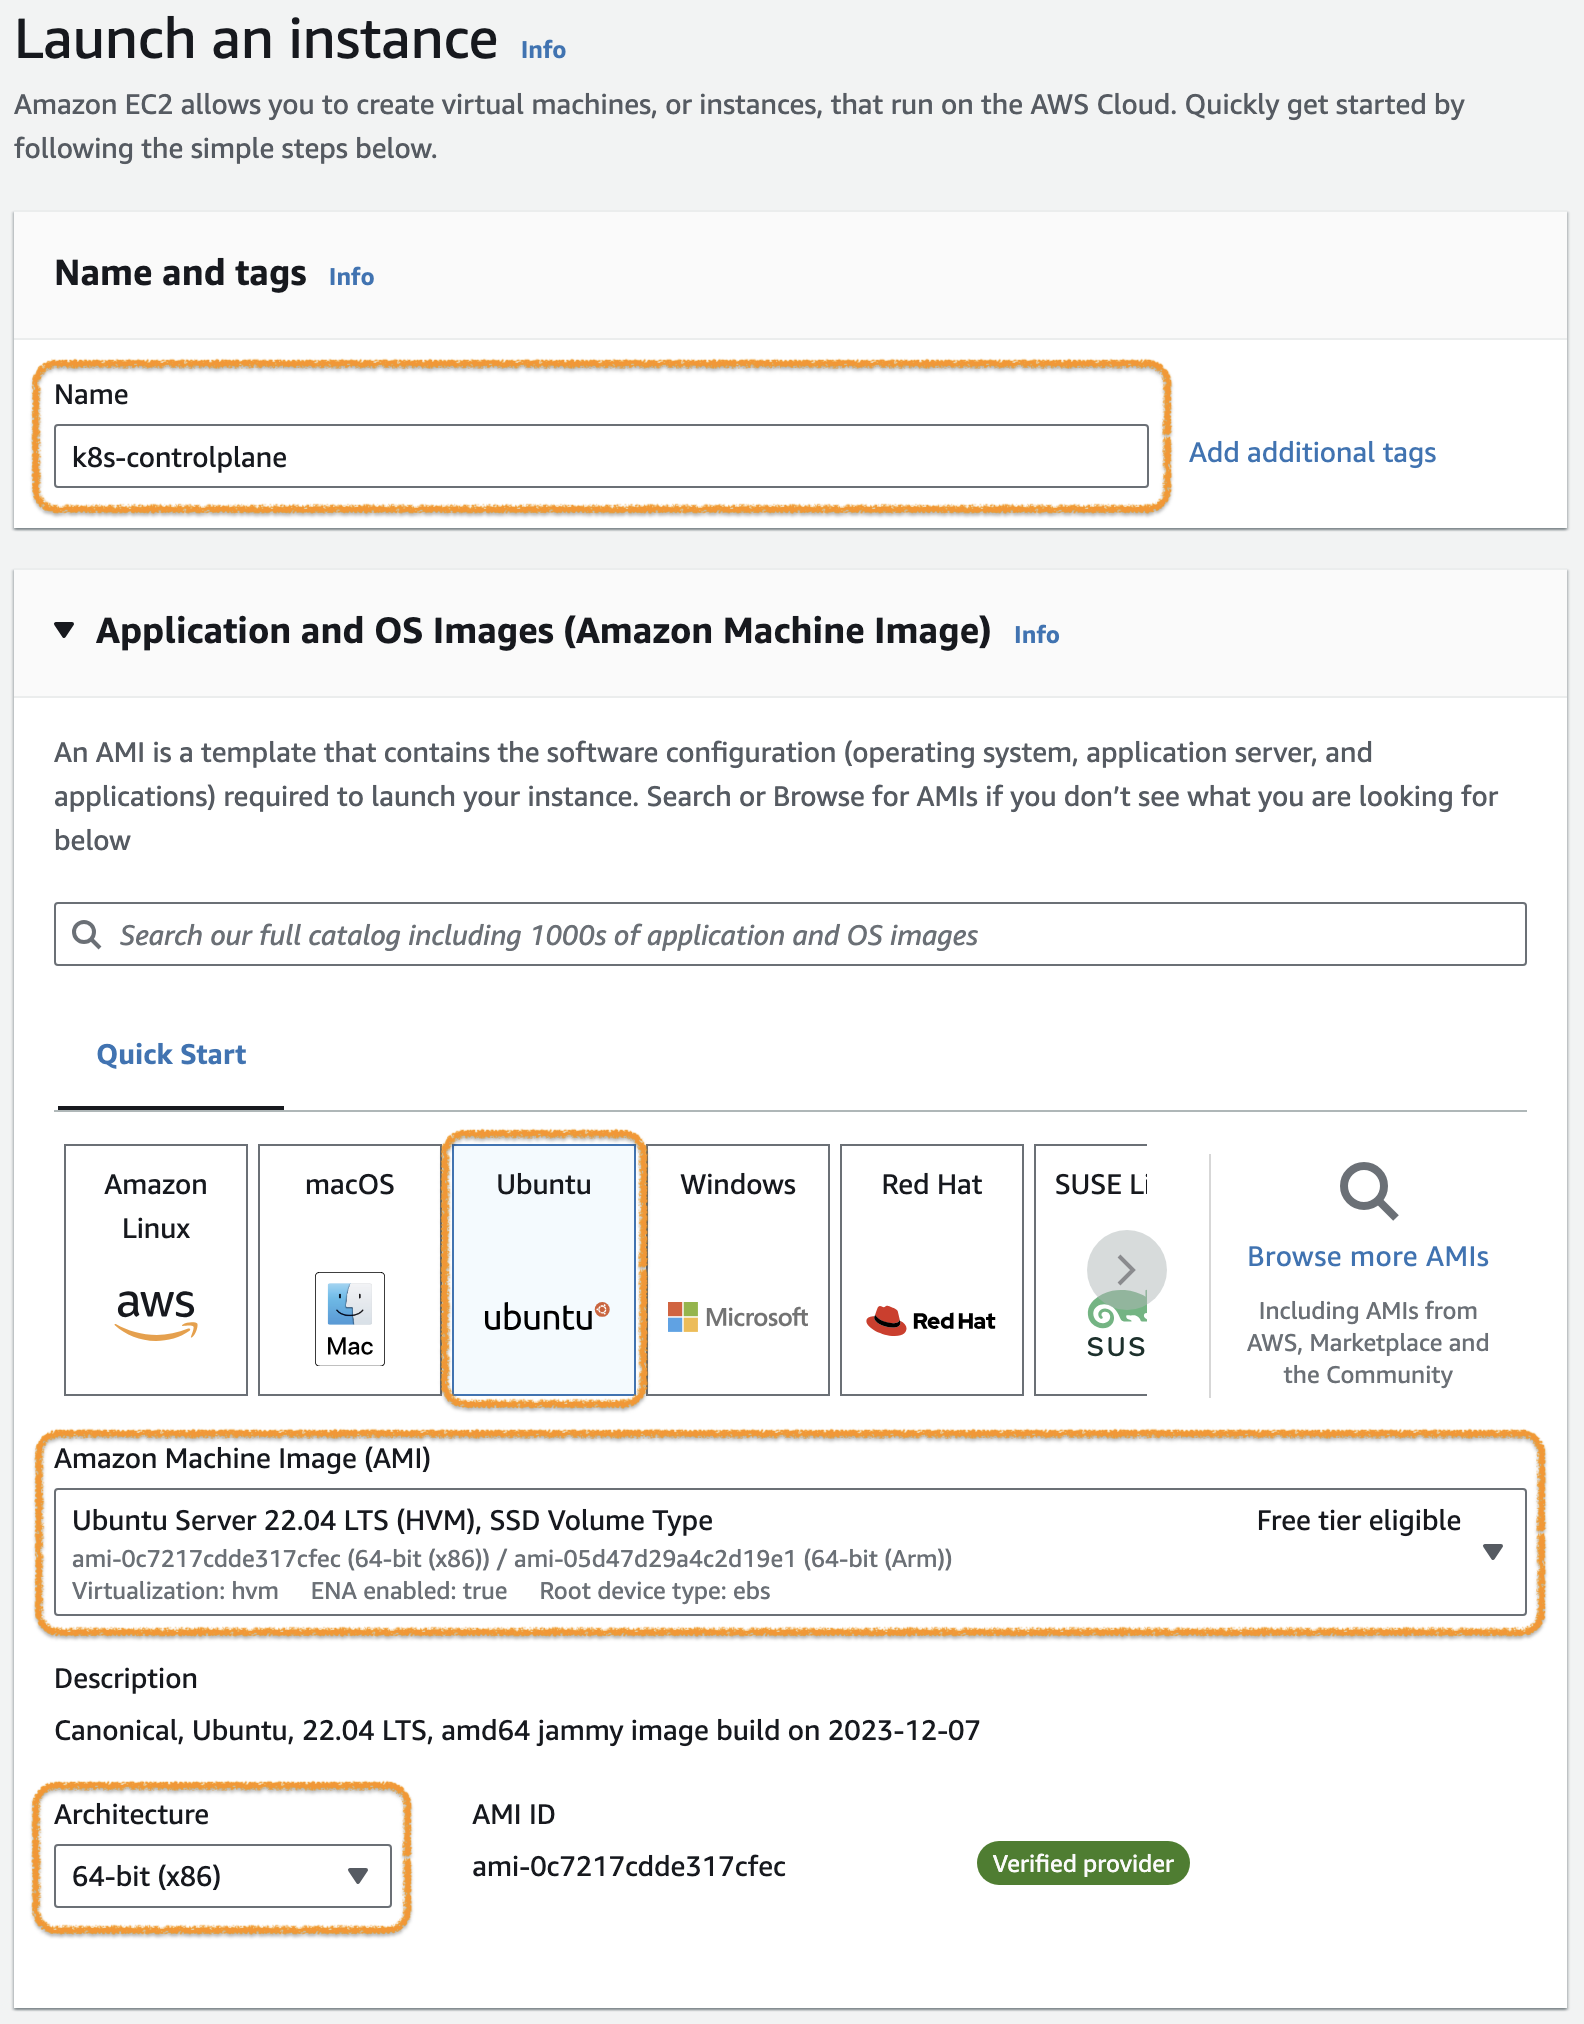 Launch an instance Info
Amazon EC2 allows you to create virtual machines, or instances, that run on the AWS Cloud. Quickly get started by
following the simple steps below.
Name and tags Info
Name
k8s-controlplane
Add additional tags
Application and OS Images (Amazon Machine Image) Info
An AMI is a template that contains the software configuration (operating system, application server, and
applications) required to launch your instance. Search or Browse for AMIs if you don’t see what you are looking for
below
Search our full catalog including 1000s of application and OS images
Quick Start
Amazon
Linux
aws
macOS
Mac
Ubuntu
ubuntu
Windows
Microsoft
Red Hat
Red Hat
SUSE Li
SUS
Browse more AMIs
Including AMIs from
AWS, Marketplace and
the Community
Amazon Machine Image (AMI)
Ubuntu Server 22.04 LTS (HVM), SSD Volume Type Free tier eligible
ami-0c7217cdde317cfec (64-bit (x86)) / ami-05d47d29a4c2d19e1 (64-bit (Arm))
Virtualization: hvm ENA enabled: true Root device type: ebs
Description
Canonical, Ubuntu, 22.04 LTS, amd64 jammy image build on 2023-12-07
Architecture
64-bit (x86)
AMI ID
ami-0c7217cdde317cfec
Verified provider